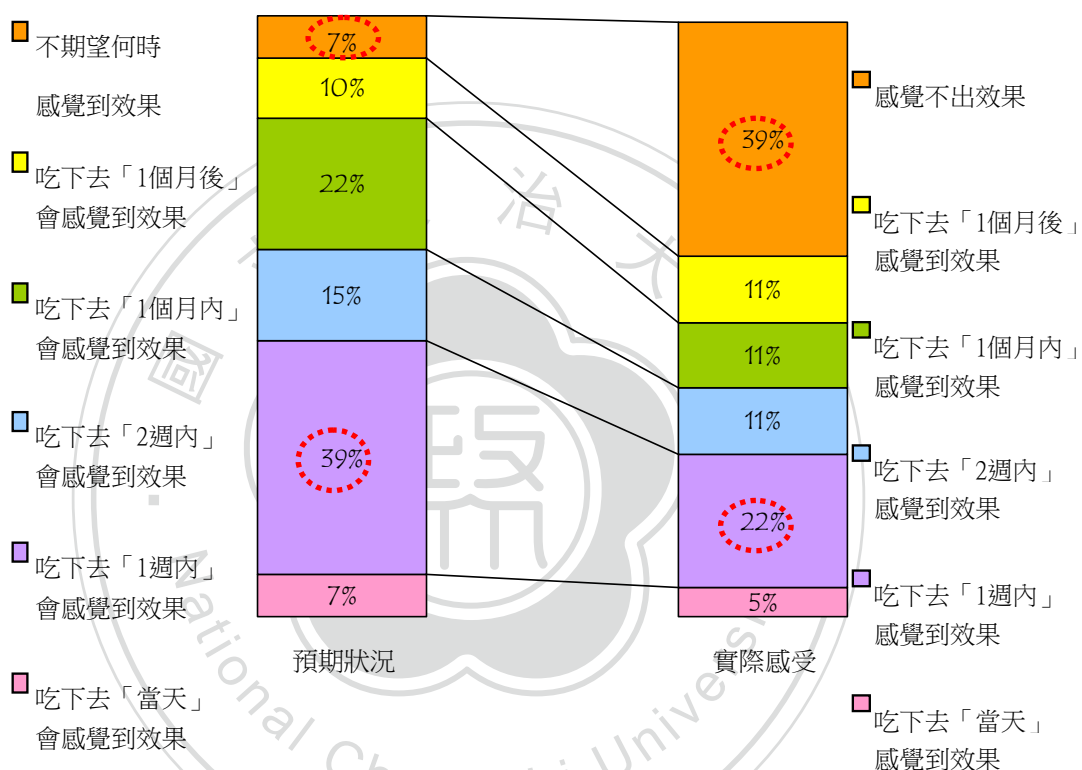 不期望何時
感覺到效果
吃下去「1個月後」
會感覺到效果
吃下去「1個月內」
會感覺到效果
吃下去「2週內」
會感覺到效果
吃下去「1週內」
會感覺到效果
吃下去「當天」
會感覺到效果
7%
10%
22%
15%
39%
7%
預期狀況
39%
11%
11%
11%
22%
5%
實際感受
感覺不出效果
吃下去「1個月後」
感覺到效果
吃下去「1個月內」
感覺到效果
吃下去「2週內」
感覺到效果
吃下去「1週內」
感覺到效果
吃下去「當天」
感覺到效果
國
治
大
National Ch
i Univers